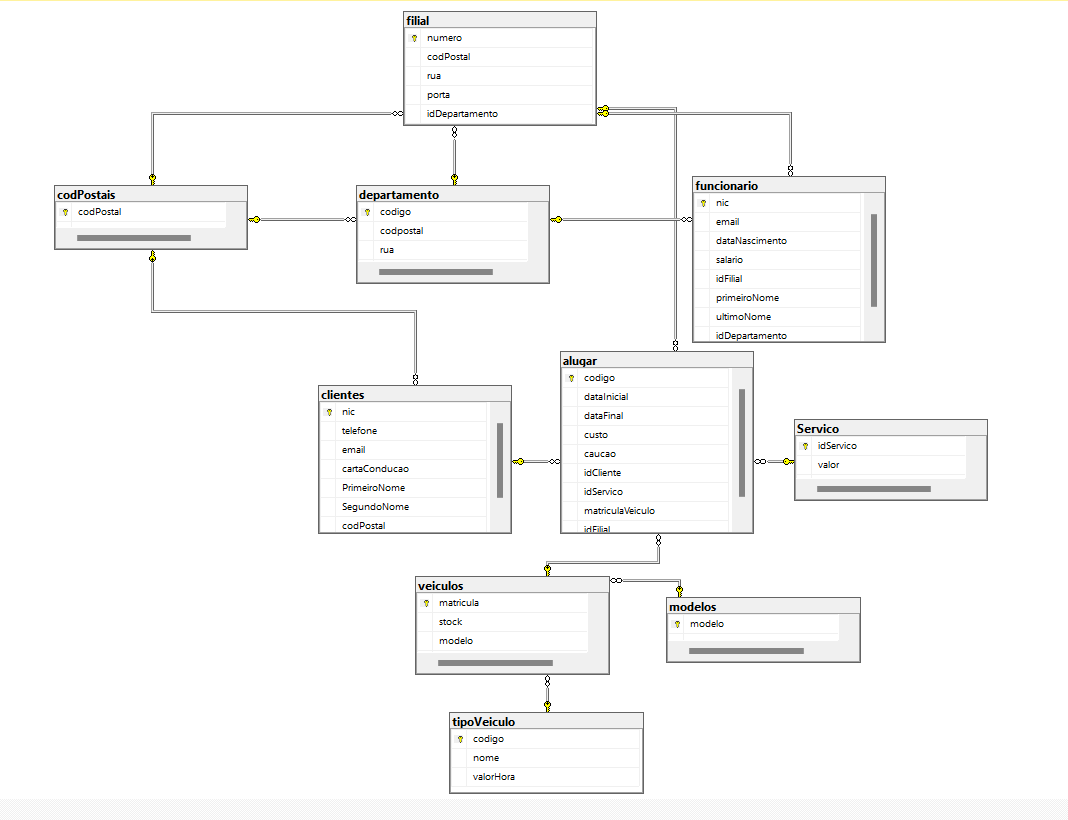 filial
numero
codPostal
rua
porta
idDepartamento
codPostais
codPostal
departamento
codigo
codpostal
rua
funcionario
nic
email
dataNascimento
salario
idFilial
primeiroNome
ultimoNome
idDepartamento
clientes
nic
telefone
email
cartaConducao
PrimeiroNome
SegundoNome
codPostal
alugar
codigo
dataInicial
dataFinal
custo
caucao
idCliente
idServico
matriculaVeiculo
idFilial
Servico
idServico
valor
veiculos
matricula
stock
modelo
modelos
modelo
tipoVeiculo
codigo
nome
valorHora